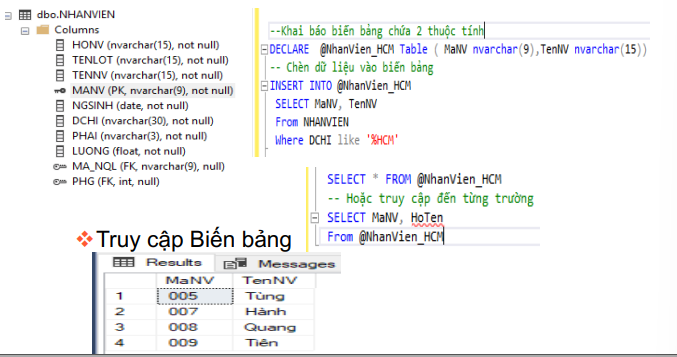 dbo.NHANVIEN
Columns
HONV (nvarchar(15), not null)
TENLOT (nvarchar(15), not null)
TENNV (nvarchar(15), not null)
MANV (PK, nvarchar(9), not null)
NGSINH (date, not null)
DCHI (nvarchar(30), not null)
PHAI (nvarchar(3), not null)
LUONG (float, not null)
MA_NQL (FK, nvarchar(9), null)
PHG (FK, int, null)
--Khai báo biến bảng chứa 2 thuộc tính
DECLARE @NhanVien_HCM Table ( MaNV nvarchar(9),TenNV nvarchar(15))
-- Chèn dữ liệu vào biến bảng
INSERT INTO @NhanVien_HCM
SELECT MaNV, TenNV
From NHANVIEN
Where DCHI like '%HCM'
SELECT * FROM @NhanVien_HCM
-- Hoặc truy cập đến từng trường
SELECT MaNV, HoTen
From @NhanVien_HCM
❖Truy cập Biến bảng
Results Messages
MaNV TenNV
1 005 Tùng
2 007 Hành
3 008 Quang
4 009 Tiên